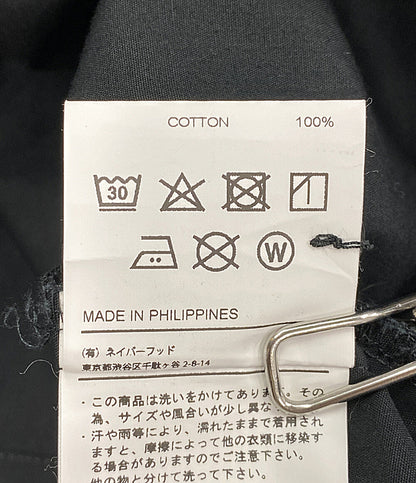 COTTON 100%
30
W
MADE IN PHILIPPINES
(有) ネイバーフッド
東京都渋谷区千駄ヶ谷 2-8-14
・この商品は洗いをかけてあります。その
為、サイズや風合いが少し異な
・汗や雨等により、濡れたままで着用され
ますと、摩擦によって他の衣類に移染す
る場合がありますのでご注意ください。
他の物と分けて洗って下さい。